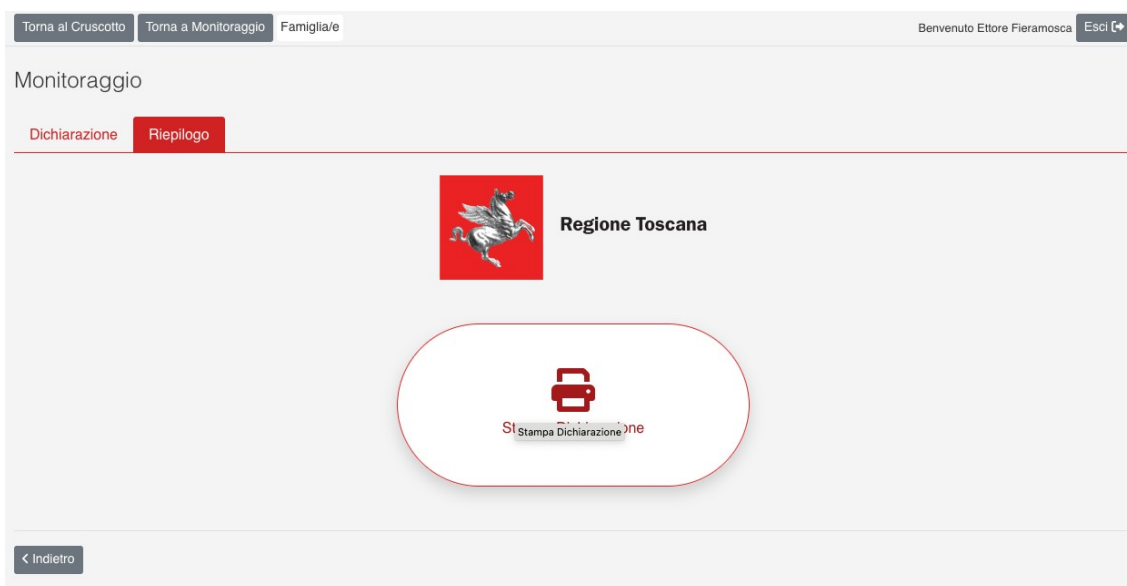 Torna al Cruscotto Torna a Monitoraggio Famiglia/e Benvenuto Ettore Fieramosca Esci
Monitoraggio
Dichiarazione Riepilogo
Regione Toscana
Stampa Dichiarazione
Indietro